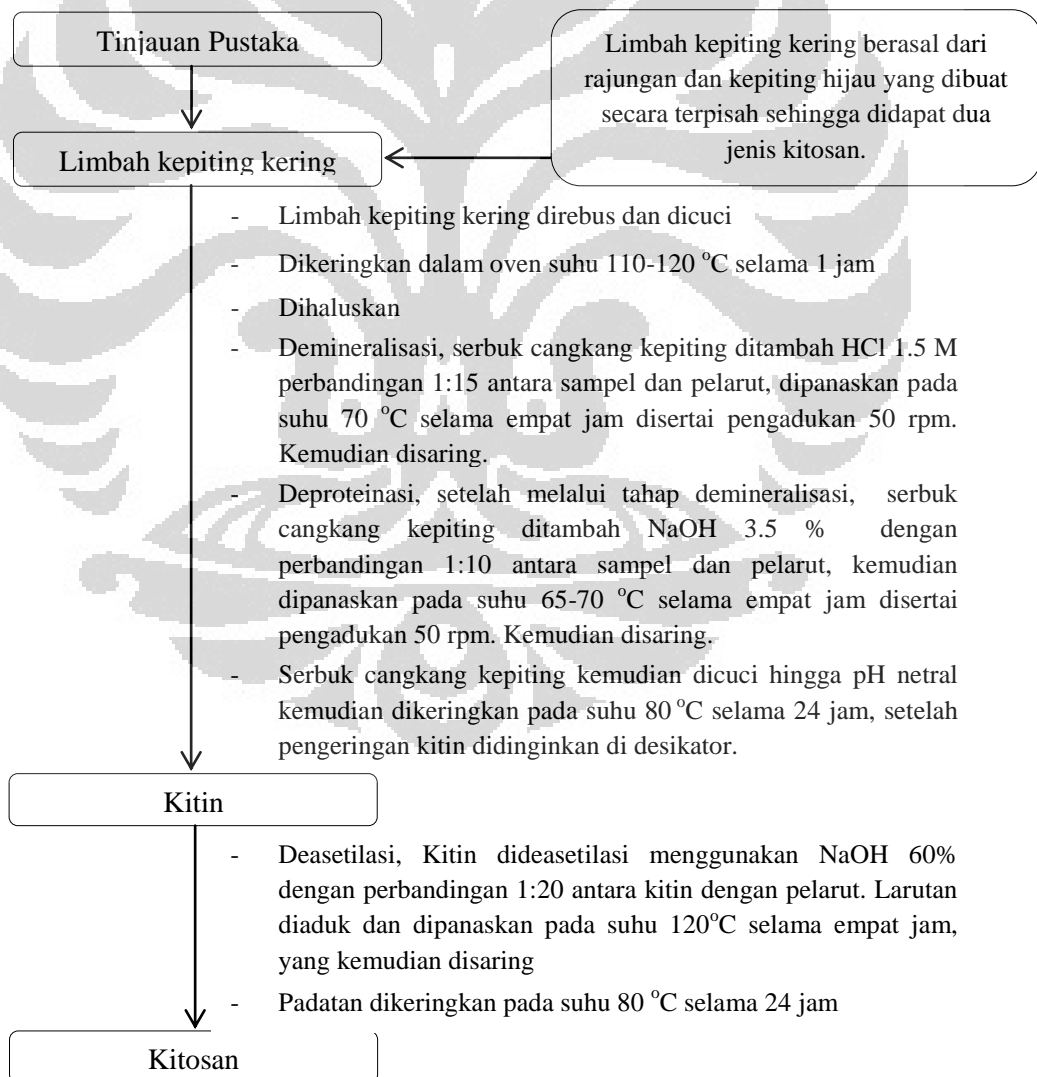 Tinjauan Pustaka
Limbah kepiting kering berasal dari
rajungan dan kepiting hijau yang dibuat
secara terpisah sehingga didapat dua
jenis kitosan.
Limbah kepiting kering
- Limbah kepiting kering direbus dan dicuci
- Dikeringkan dalam oven suhu 110-120 °C selama 1 jam
- Dihaluskan
- Demineralisasi, serbuk cangkang kepiting ditambah HCl 1.5 M
perbandingan 1:15 antara sampel dan pelarut, dipanaskan pada
suhu 70 °C selama empat jam disertai pengadukan 50 rpm.
Kemudian disaring.
- Deproteinasi, setelah melalui tahap demineralisasi, serbuk
cangkang kepiting ditambah NaOH 3.5 % dengan
perbandingan 1:10 antara sampel dan pelarut, kemudian
dipanaskan pada suhu 65-70 °C selama empat jam disertai
pengadukan 50 rpm. Kemudian disaring.
- Serbuk cangkang kepiting kemudian dicuci hingga pH netral
kemudian dikeringkan pada suhu 80 °C selama 24 jam, setelah
pengeringan kitin didinginkan di desikator.
Kitin
- Deasetilasi, Kitin dideasetilasi menggunakan NaOH 60%
dengan perbandingan 1:20 antara kitin dengan pelarut. Larutan
diaduk dan dipanaskan pada suhu 120°C selama empat jam,
yang kemudian disaring
- Padatan dikeringkan pada suhu 80 °C selama 24 jam
Kitosan